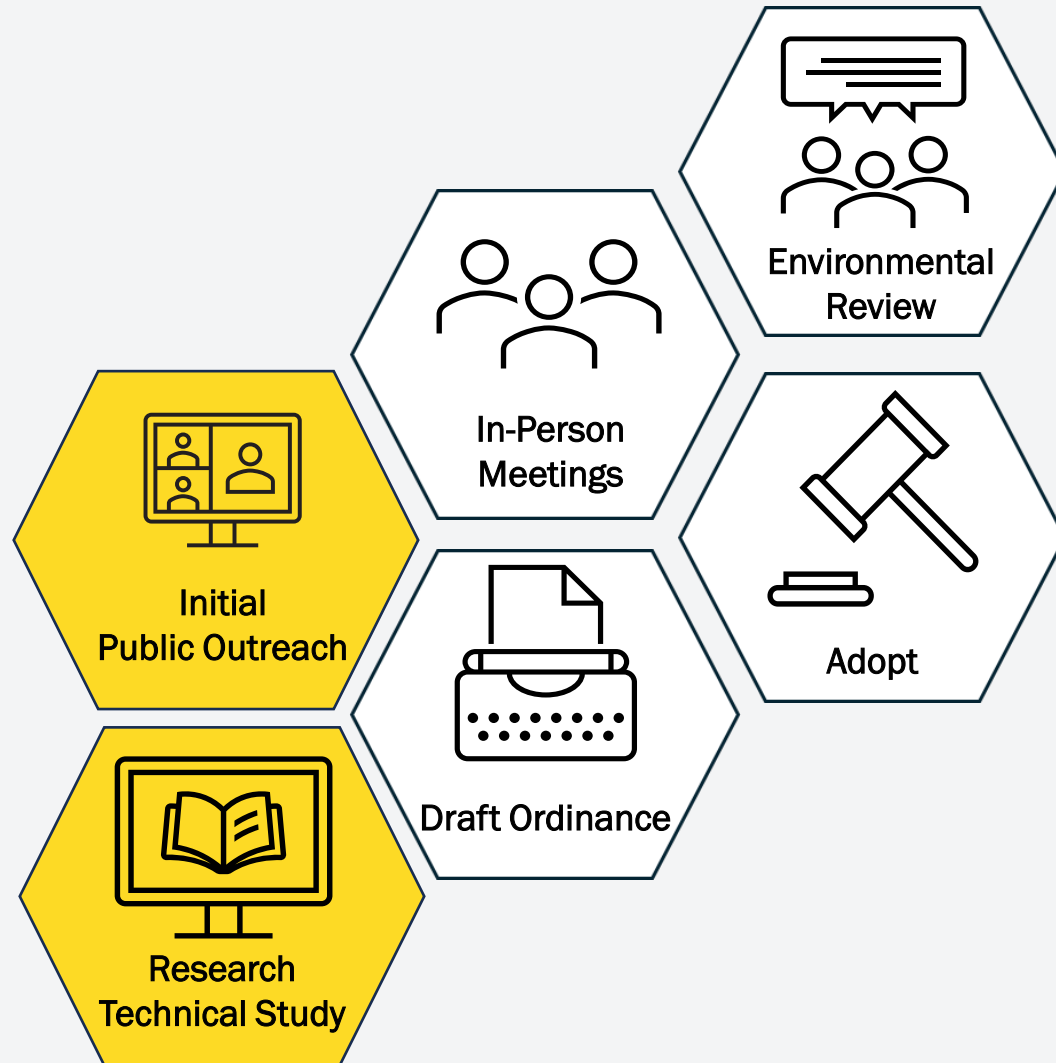 Environmental
Review
In-Person
Meetings
Initial
Public Outreach
Adopt
Draft Ordinance
Research
Technical Study